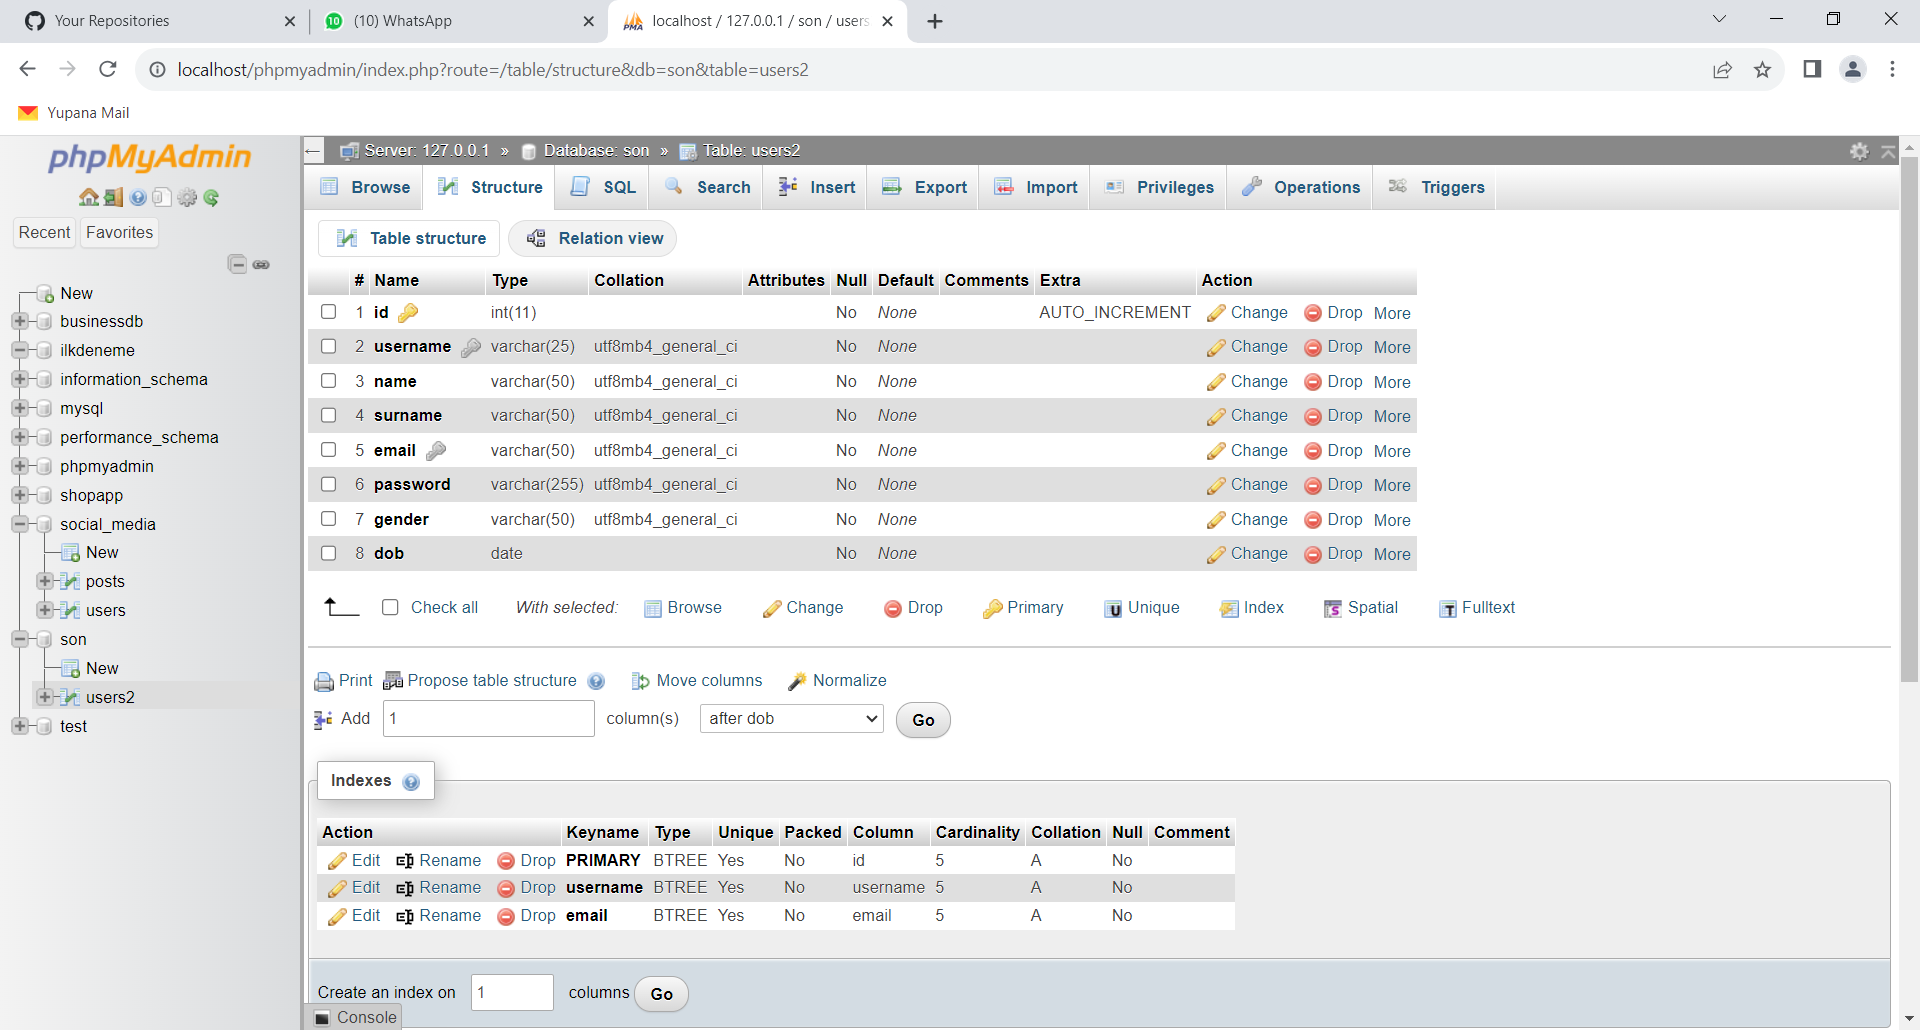 Your Repositories
10 (10) WhatsApp
PMA localhost / 127.0.0.1 / son / users
localhost/phpmyadmin/index.php?route=/table/structure&db=son&table=users2
Yupana Mail
phpMyAdmin
Recent Favorites
New
businessdb
ilkdeneme
information_schema
mysql
performance_schema
phpmyadmin
shopapp
social_media
New
posts
users
son
New
users2
test
Server: 127.0.0.1 » Database: son » Table: users2
Browse Structure SQL Search Insert Export Import Privileges Operations Triggers
Table structure Relation view
# Name Type Collation Attributes Null Default Comments Extra Action
1 id int(11) No None AUTO_INCREMENT Change Drop More
2 username varchar(25) utf8mb4_general_ci No None Change Drop More
3 name varchar(50) utf8mb4_general_ci No None Change Drop More
4 surname varchar(50) utf8mb4_general_ci No None Change Drop More
5 email varchar(50) utf8mb4_general_ci No None Change Drop More
6 password varchar(255) utf8mb4_general_ci No None Change Drop More
7 gender varchar(50) utf8mb4_general_ci No None Change Drop More
8 dob date No None Change Drop More
Check all With selected: Browse Change Drop Primary U Unique Index S Spatial T Fulltext
Print Propose table structure Move columns Normalize
Add 1 column(s) after dob Go
Indexes
Action Keyname Type Unique Packed Column Cardinality Collation Null Comment
Edit Rename Drop PRIMARY BTREE Yes No id 5 A No
Edit Rename Drop username BTREE Yes No username 5 A No
Edit Rename Drop email BTREE Yes No email 5 A No
Create an index on 1 columns Go
Console